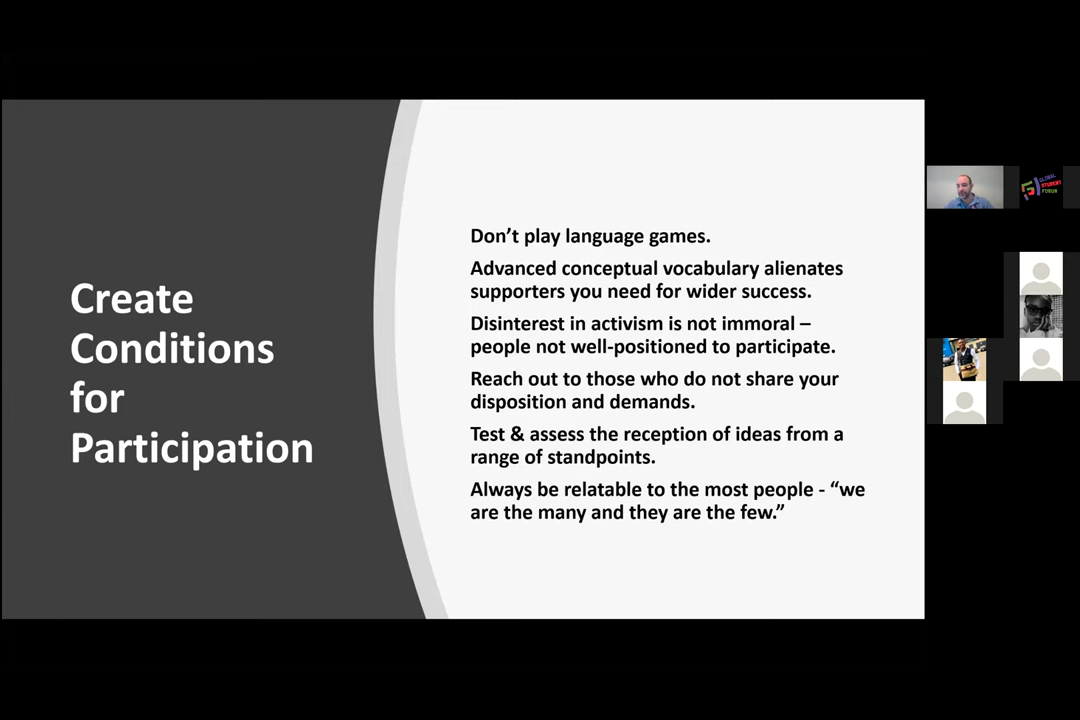 Create
Conditions
for
Participation
Don’t play language games.
Advanced conceptual vocabulary alienates
supporters you need for wider success.
Disinterest in activism is not immoral –
people not well-positioned to participate.
Reach out to those who do not share your
disposition and demands.
Test & assess the reception of ideas from a
range of standpoints.
Always be relatable to the most people - “we
are the many and they are the few.”
GLOBAL
STUDENT
FORUM